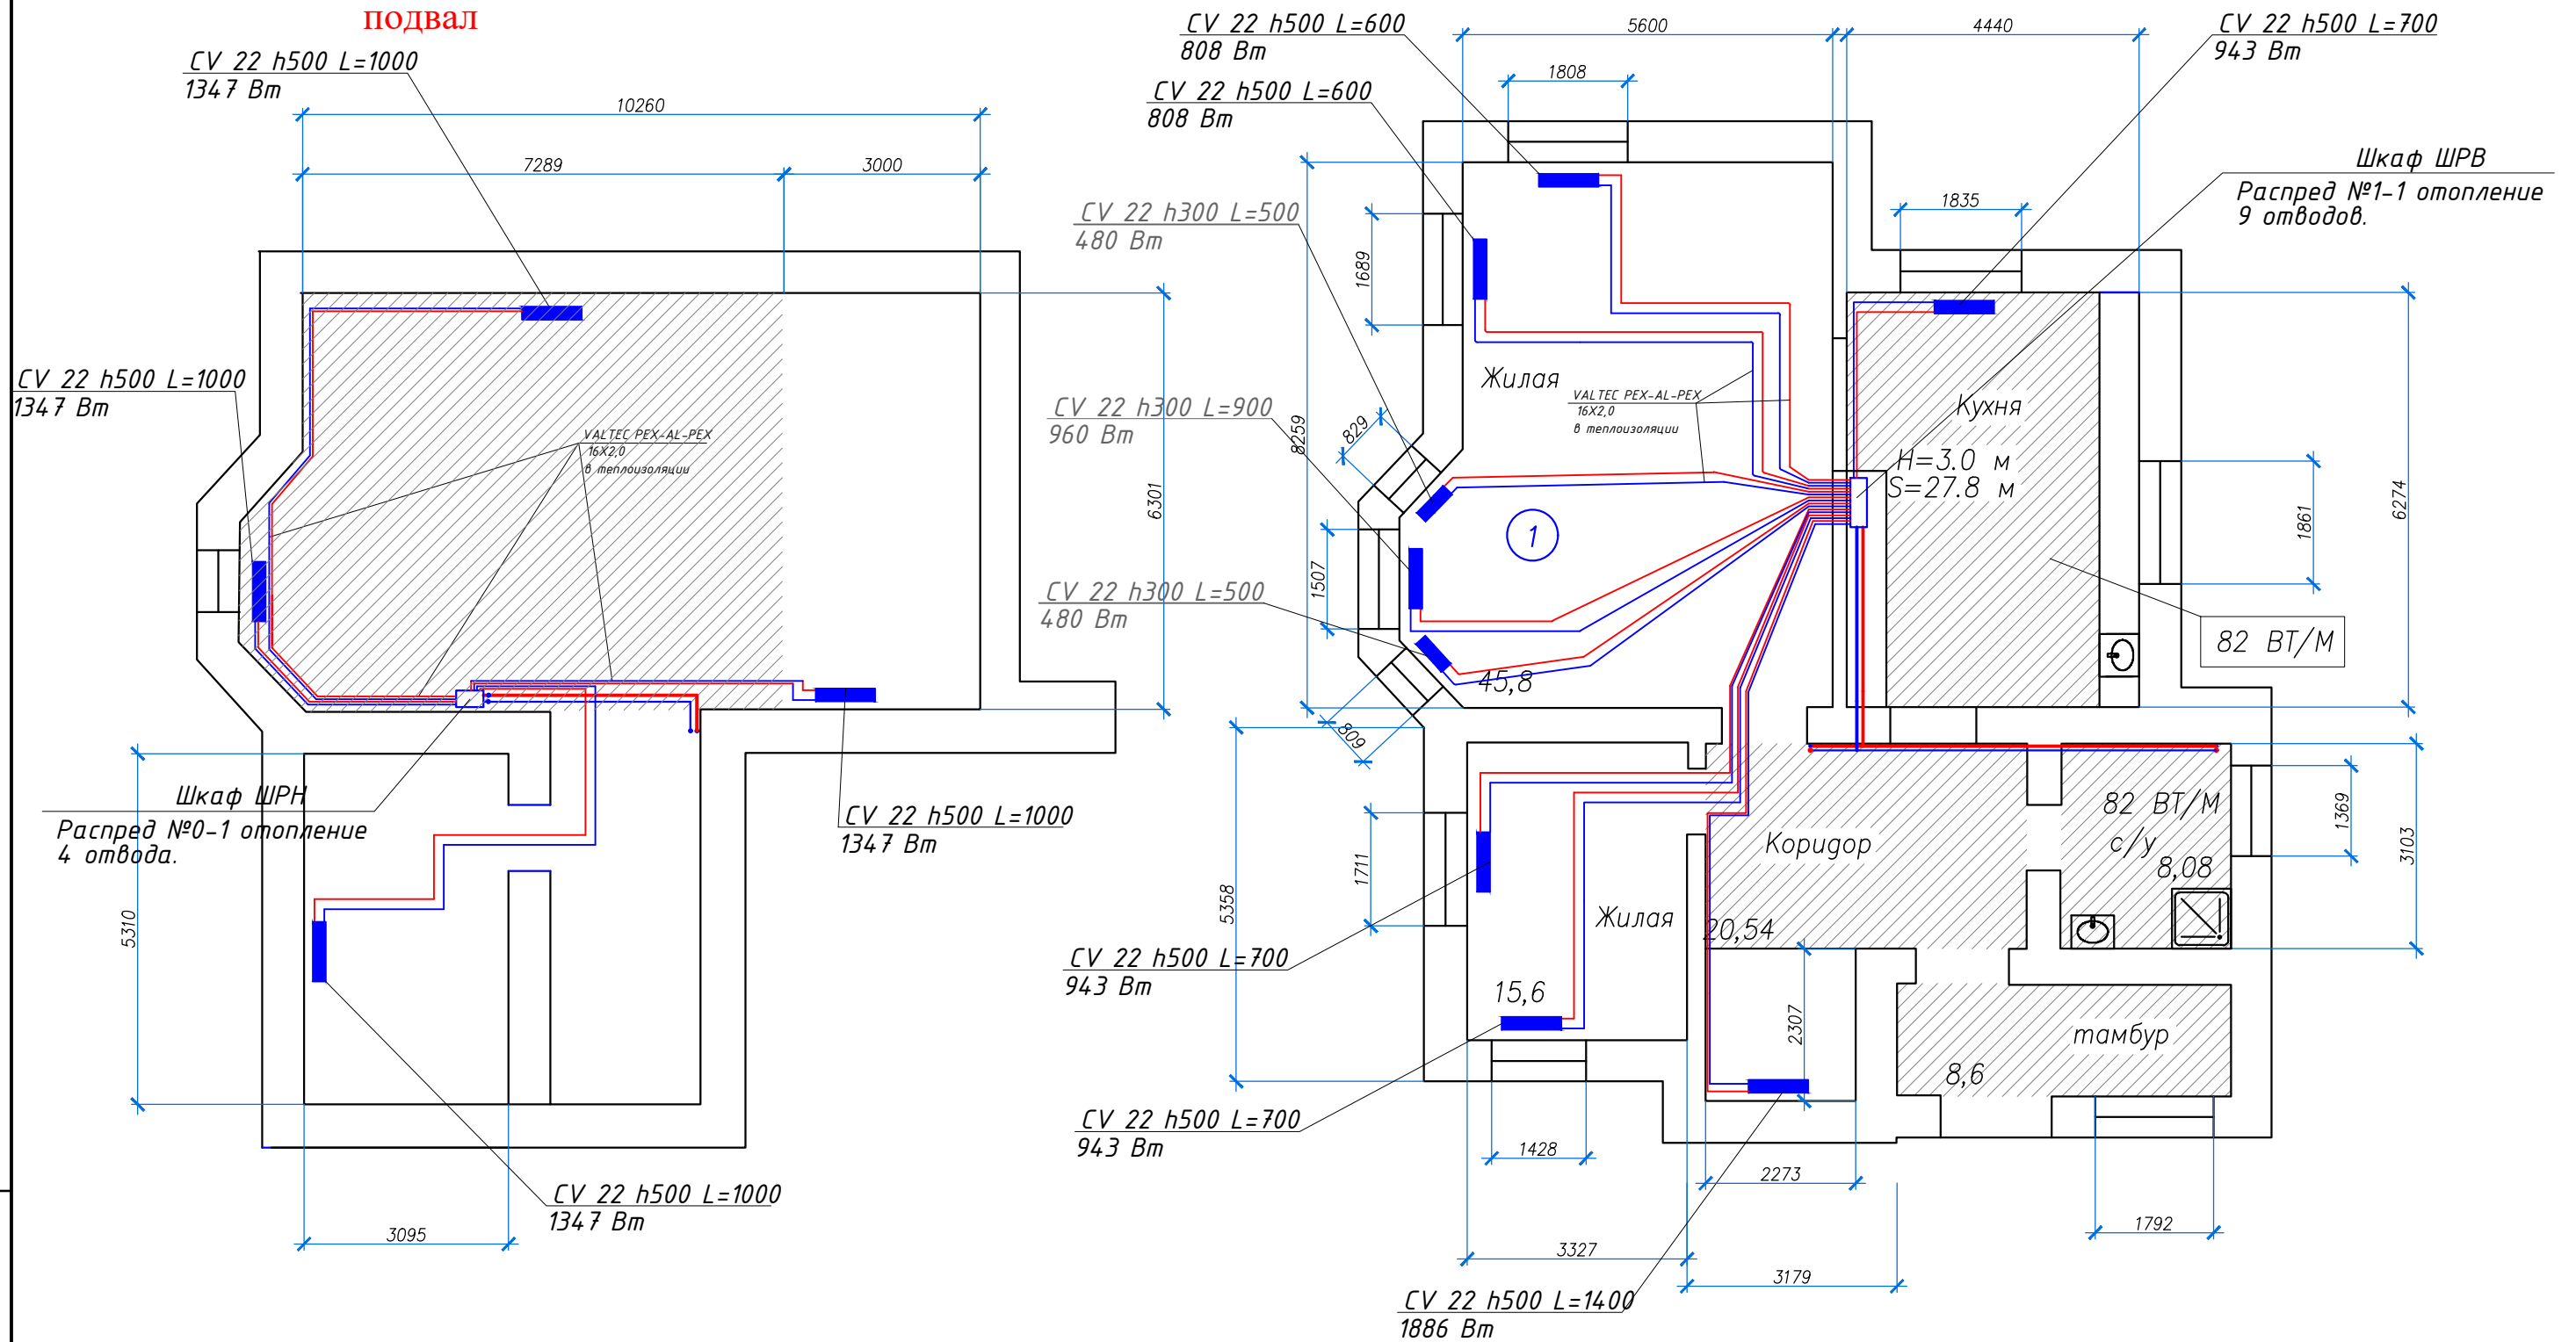 подвал
CV 22 h500 L=1000
1347 Вт
10260
7289
3000
CV 22 h500 L=1000
1347 Вт
VALTEC PEX-AL-PEX
16X2,0
в теплоизоляции
6301
Шкаф ШРН
Распред №0-1 отопление
4 отвода.
CV 22 h500 L=1000
1347 Вт
5310
CV 22 h500 L=1000
1347 Вт
3095
CV 22 h500 L=600
808 Вт
5600
4440
CV 22 h500 L=700
943 Вт
1808
CV 22 h500 L=600
808 Вт
Шкаф ШРВ
Распред №1-1 отопление
9 отводов.
1835
CV 22 h300 L=500
480 Вт
1689
Жилая
VALTEC PEX-AL-PEX
16X2,0
в теплоизоляции
Кухня
H=3.0 м
S=27.8 м
CV 22 h300 L=900
960 Вт
829
8259
6274
1861
1
1507
CV 22 h300 L=500
480 Вт
82 ВТ/М
45,8
809
82 ВТ/М
с/у
8,08
1369
3103
Коридор
1711
5358
Жилая
20,54
CV 22 h500 L=700
943 Вт
15,6
2307
тамбур
8,6
CV 22 h500 L=700
943 Вт
1428
2273
1792
3327
3179
CV 22 h500 L=1400
1886 Вт